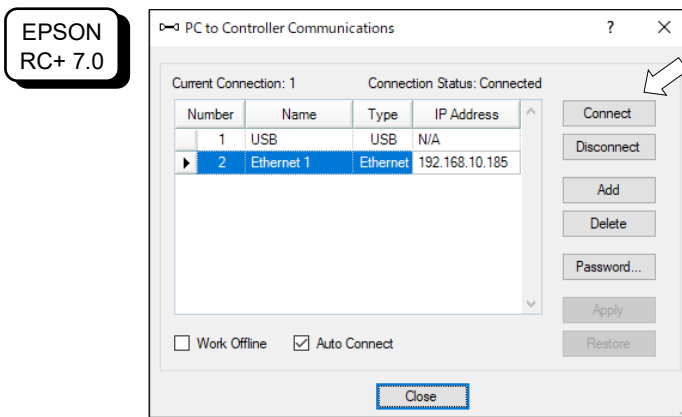 EPSON
RC+ 7.0
PC to Controller Communications
Current Connection: 1 Connection Status: Connected
Number Name Type IP Address
1 USB USB N/A
2 Ethernet 1 Ethernet 192.168.10.185
Connect
Disconnect
Add
Delete
Password...
Apply
Restore
Work Offline Auto Connect
Close